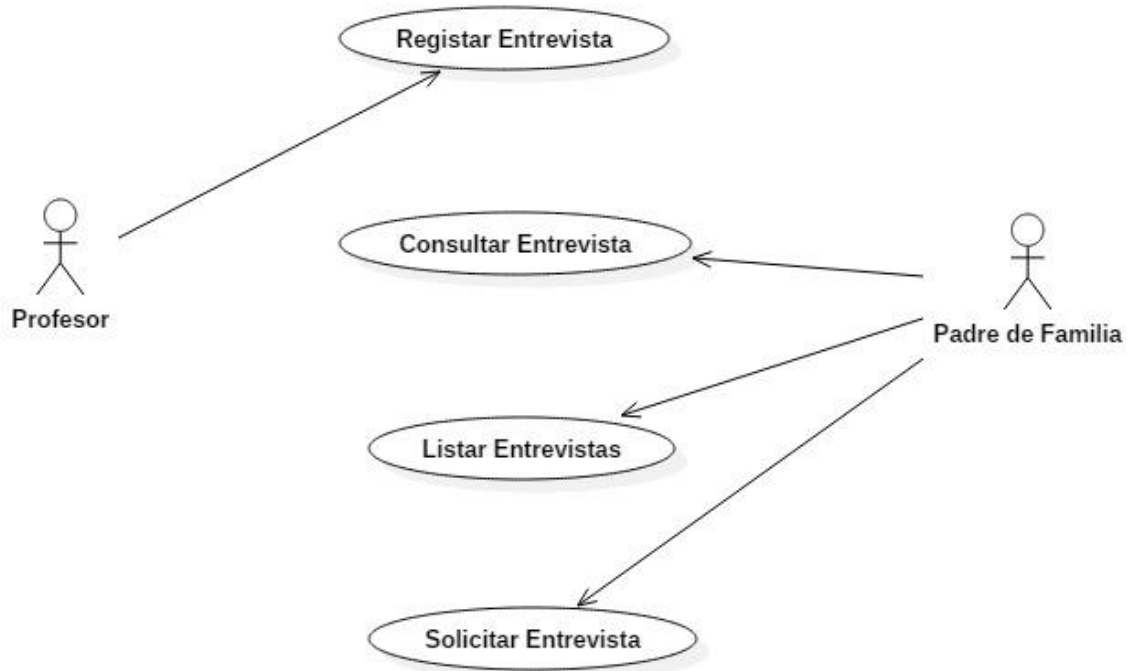 Registar Entrevista
Consultar Entrevista
Profesor
Padre de Familia
Listar Entrevistas
Solicitar Entrevista